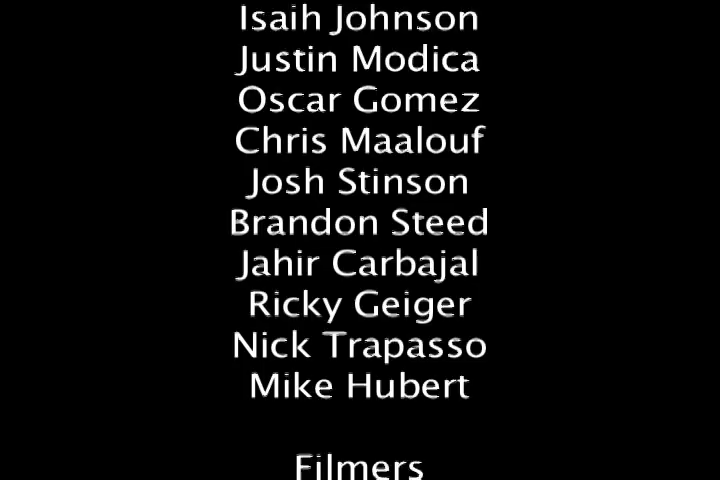 Isaih Johnson
Justin Modica
Oscar Gomez
Chris Maalouf
Josh Stinson
Brandon Steed
Jahir Carbajal
Ricky Geiger
Nick Trapasso
Mike Hubert
Filmers